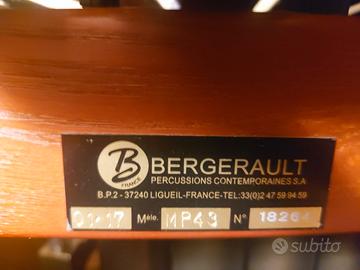 B
FRANCE
BERGERAULT
PERCUSSIONS CONTEMPORAINES S.A
B.P.2 - 37240 LIGUEIL-FRANCE-TEL:33(0)2 47 59 94 59
01-17 Mèle. MP43 N° 18264
subito